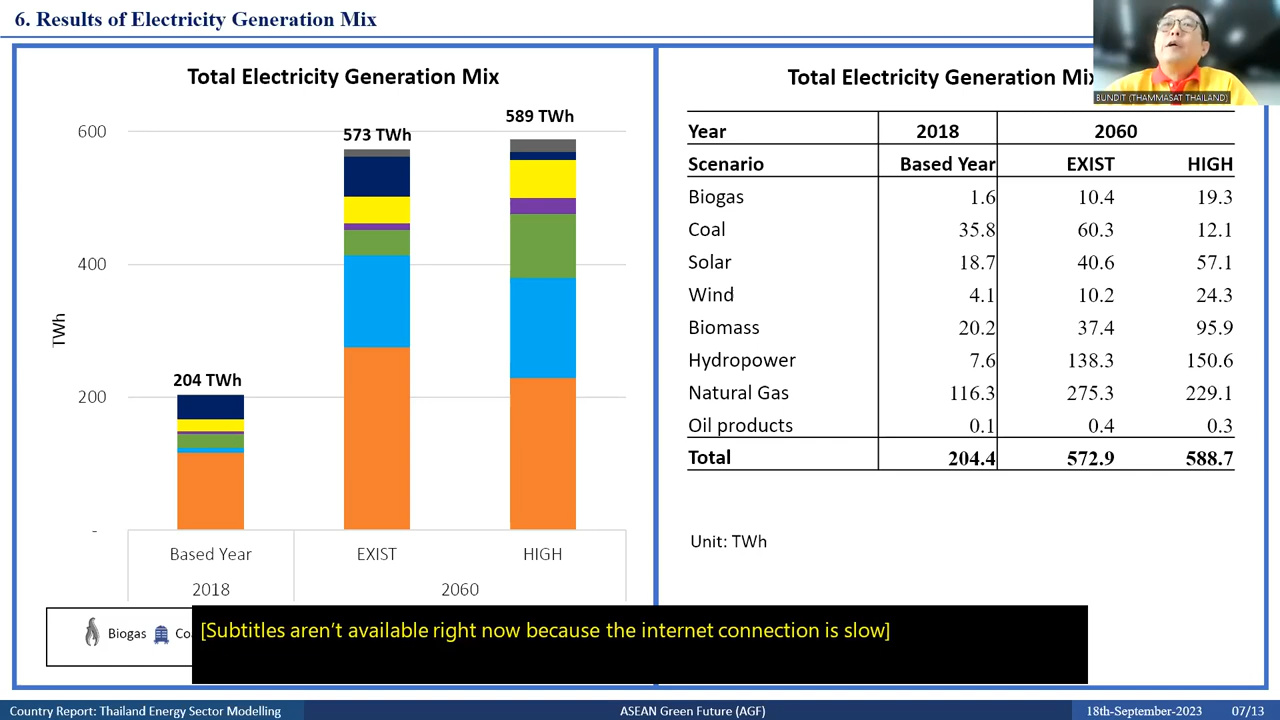 6. Results of Electricity Generation Mix
Total Electricity Generation Mix
589 TWh
573 TWh
600
400
TWh
204 TWh
200
-
Based Year
EXIST
HIGH
2018
2060
Biogas
Total Electricity Generation Mix
BUNDIT (THAMMASAT THAILAND)
Year 2018 2060
Scenario Based Year EXIST HIGH
Biogas 1.6 10.4 19.3
Coal 35.8 60.3 12.1
Solar 18.7 40.6 57.1
Wind 4.1 10.2 24.3
Biomass 20.2 37.4 95.9
Hydropower 7.6 138.3 150.6
Natural Gas 116.3 275.3 229.1
Oil products 0.1 0.4 0.3
Total 204.4 572.9 588.7
Unit: TWh
[Subtitles aren't available right now because the internet connection is slow]
Country Report: Thailand Energy Sector Modelling
ASEAN Green Future (AGF)
18th-September-2023
07/13